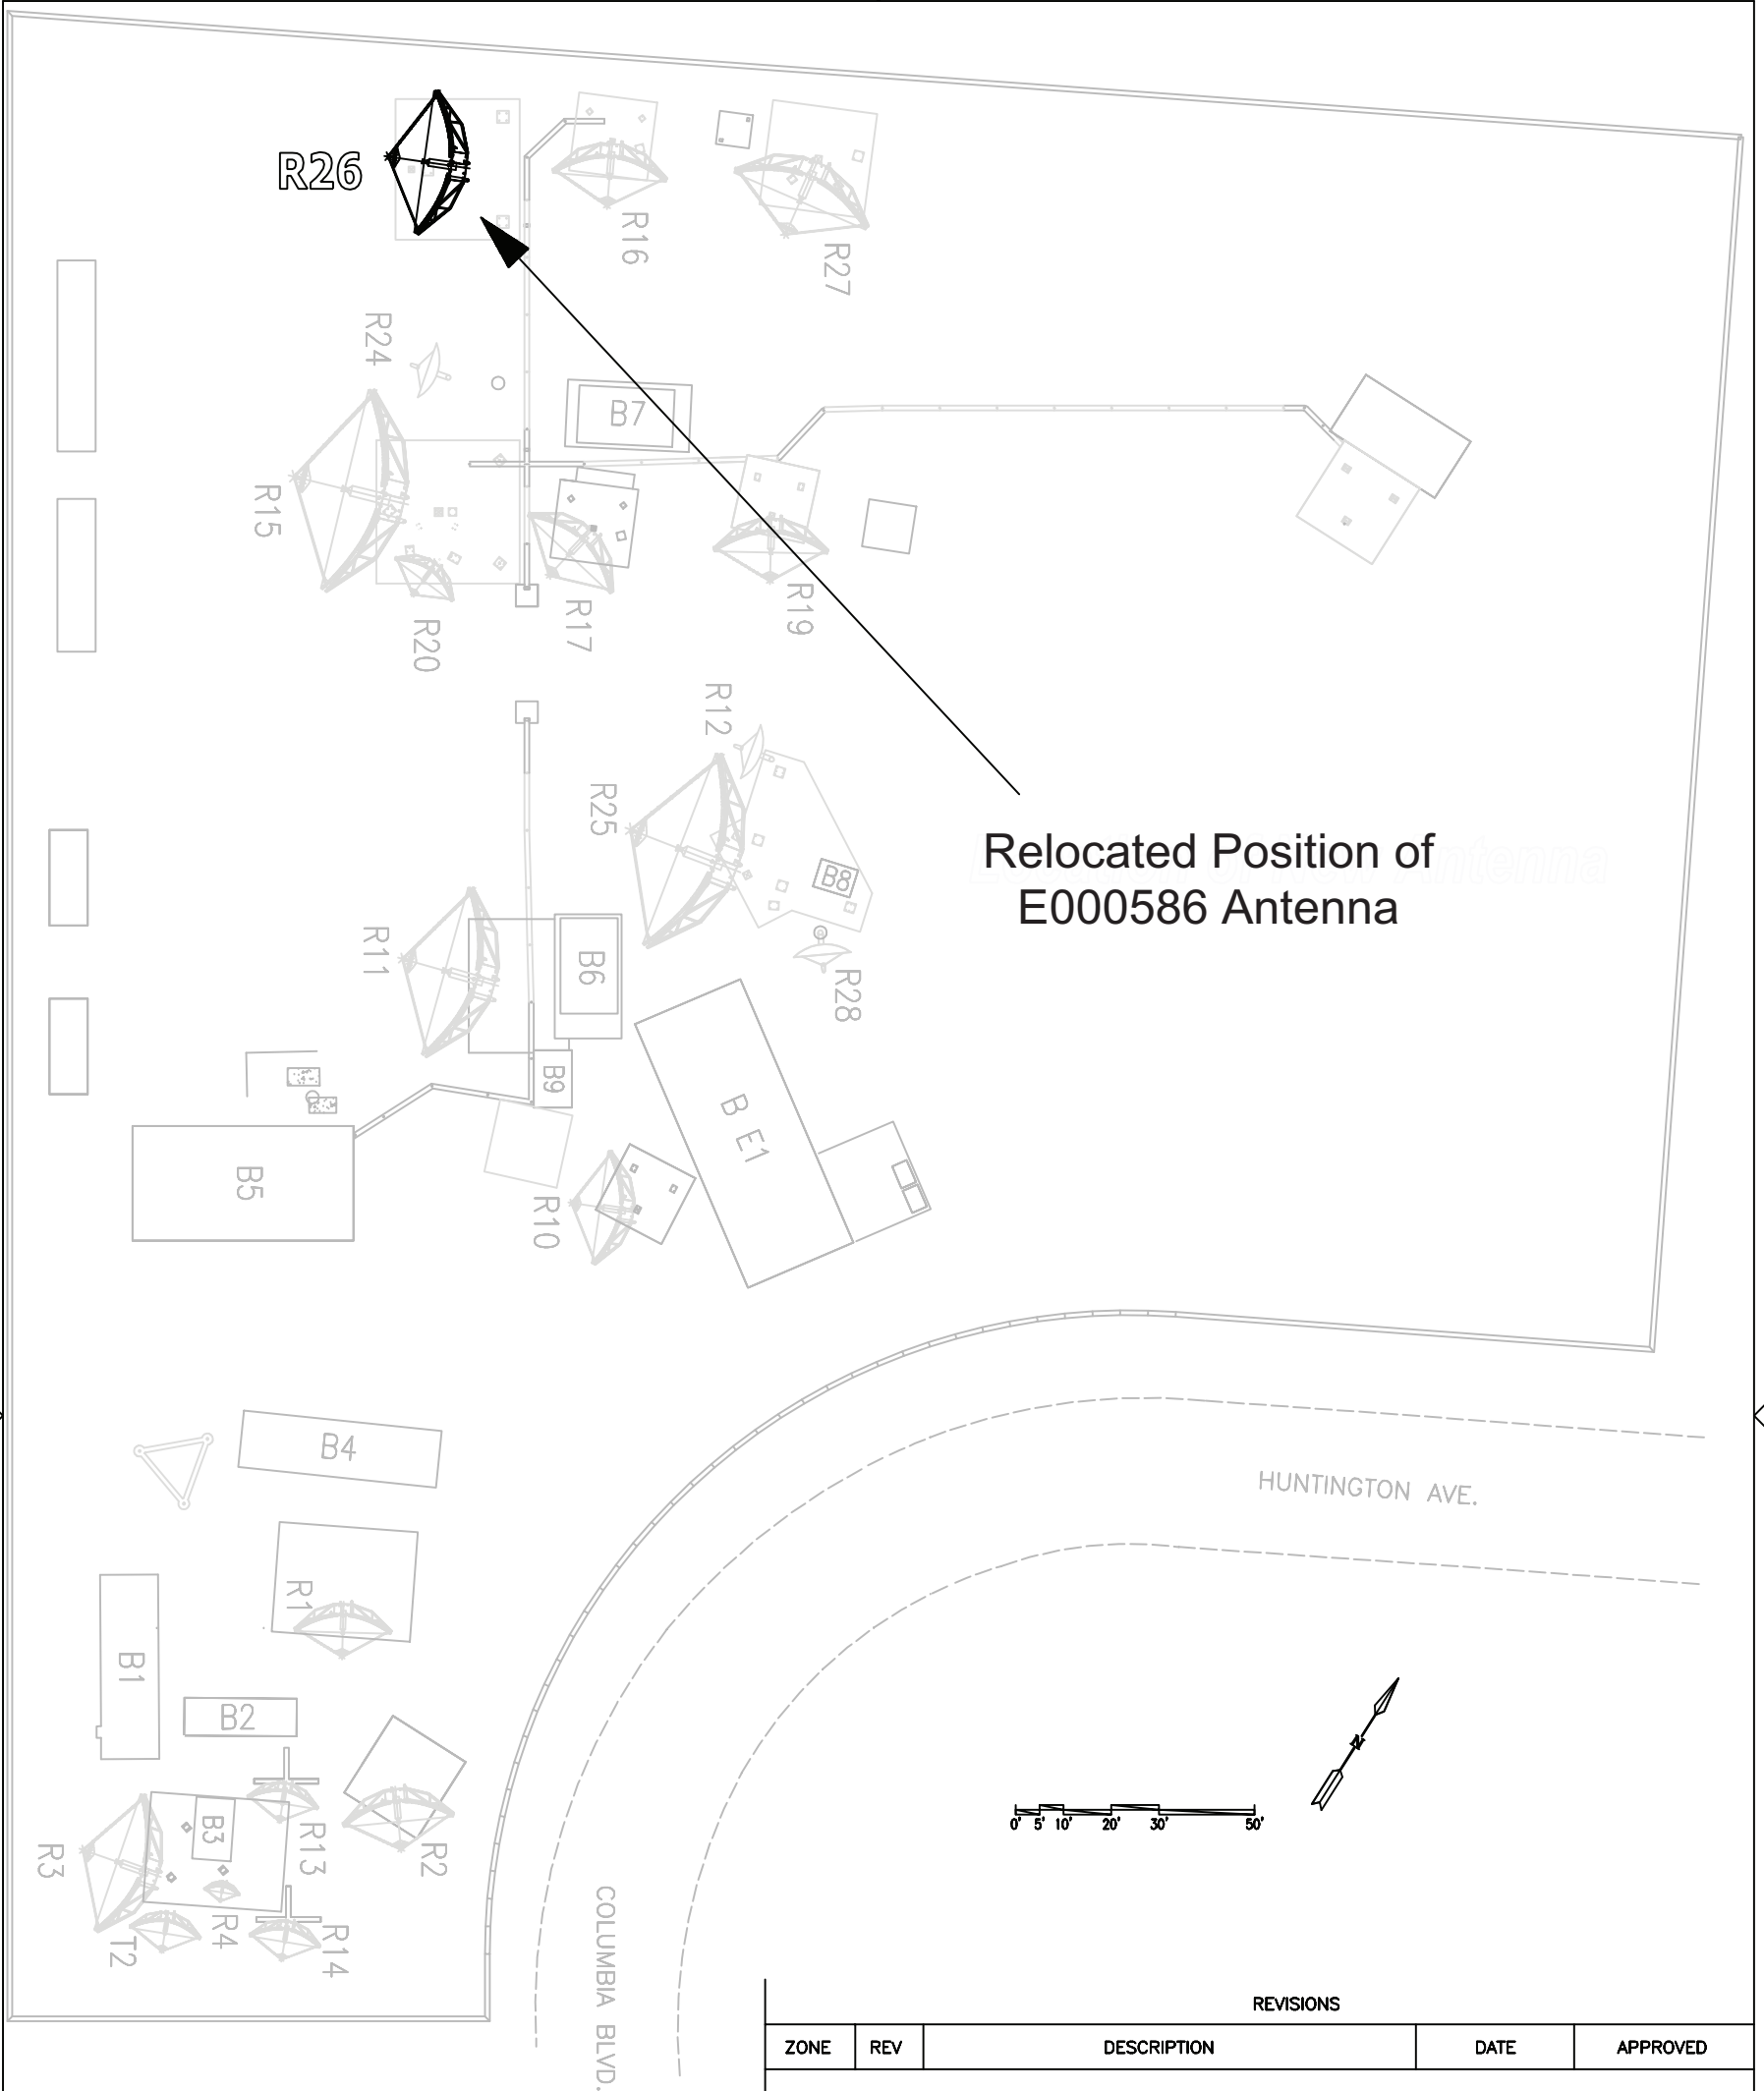 R26
R16
R27
R24
B7
R15
R20
R17
R19
R12
R25
Relocated Position of
E000586 Antenna
B8
R11
B6
R28
B9
B E1
B5
R10
B4
HUNTINGTON AVE.
R1
B1
B2
B3
R13
R2
R3
R4
R14
T2
0' 5' 10' 20' 30' 50'
N
COLUMBIA BLVD.
REVISIONS
ZONE REV DESCRIPTION DATE APPROVED